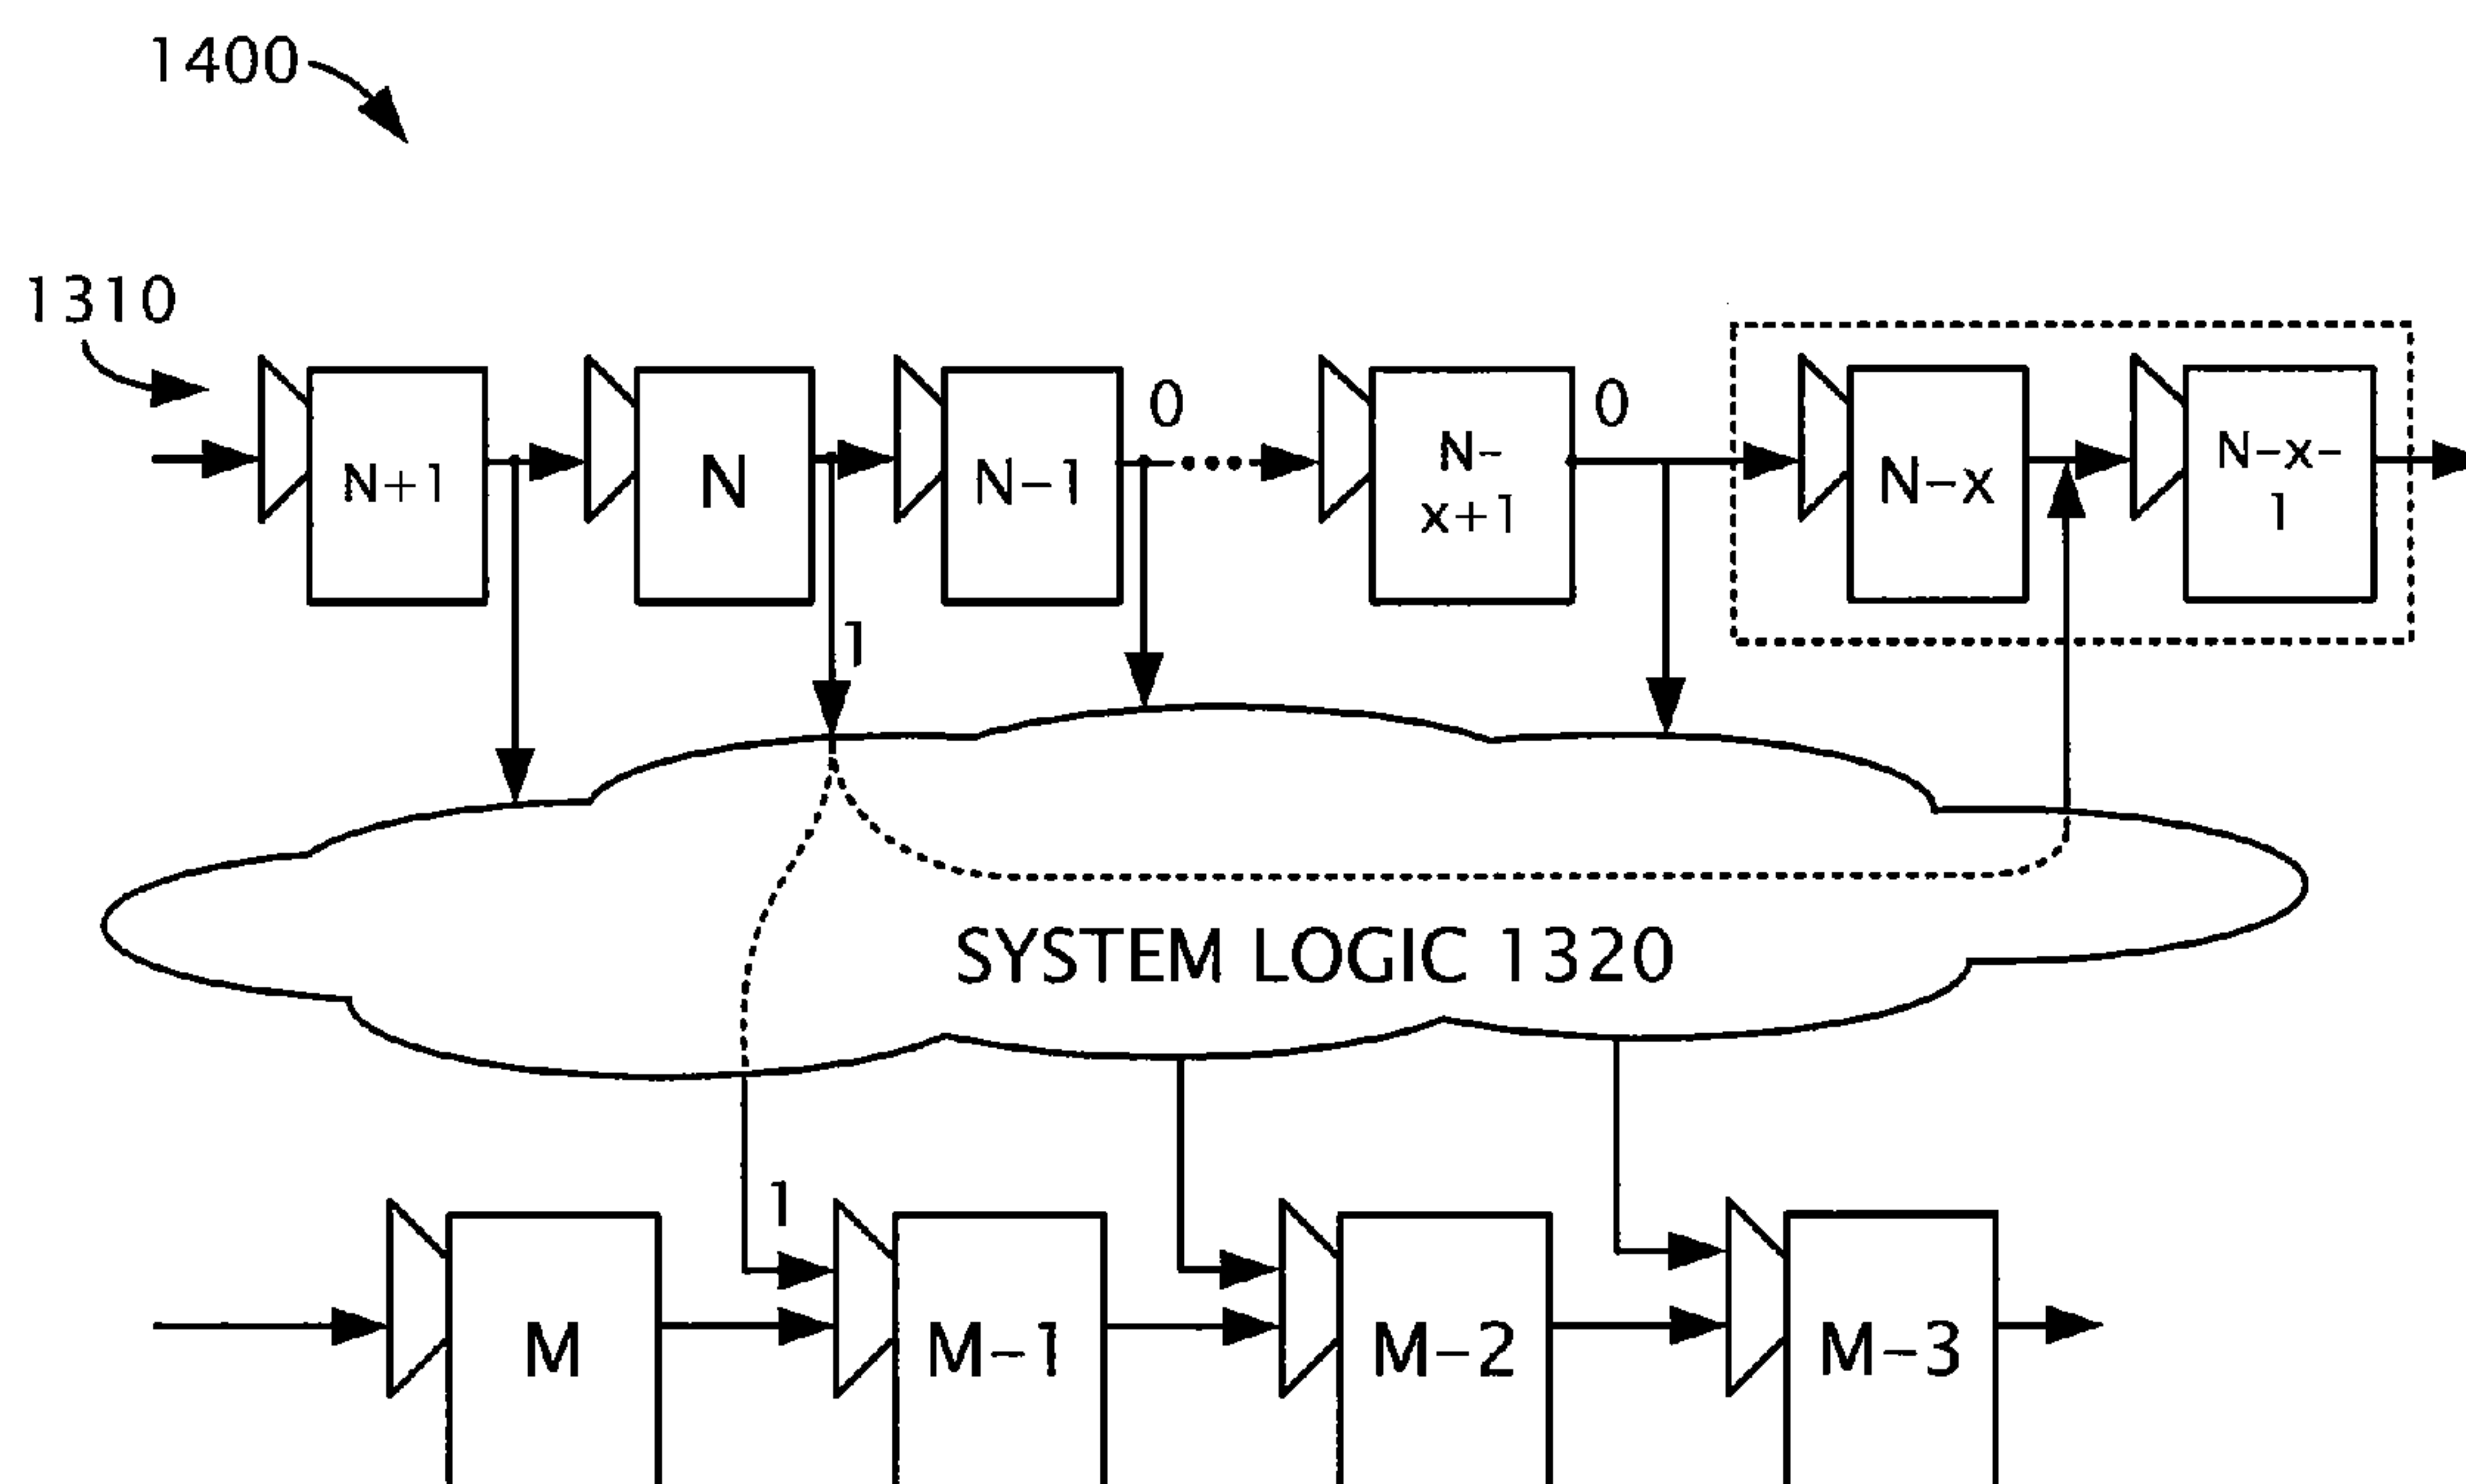 1400
1310
N+1
N
N-1
0
N-
x+1
0
N-x
N-x-
1
1
SYSTEM LOGIC 1320
1
M
M-1
M-2
M-3